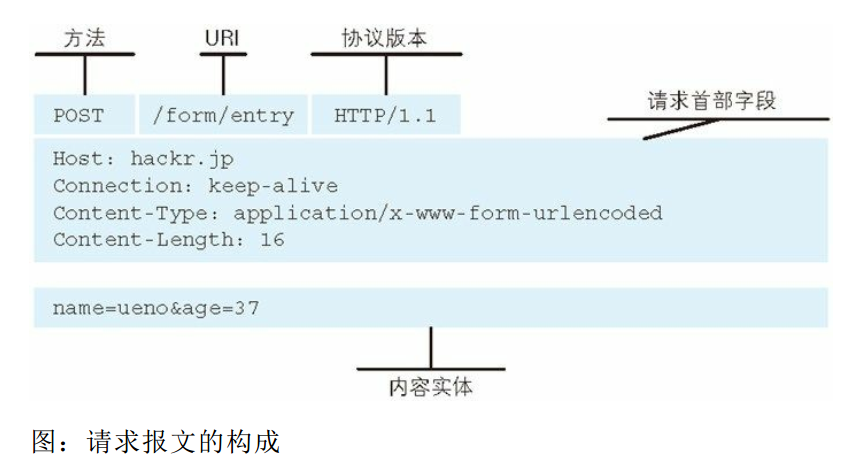 方法 URI 协议版本
请求首部字段
POST /form/entry HTTP/1.1
Host: hackr.jp
Connection: keep-alive
Content-Type: application/x-www-form-urlencoded
Content-Length: 16
name=ueno&age=37
内容实体
图：请求报文的构成